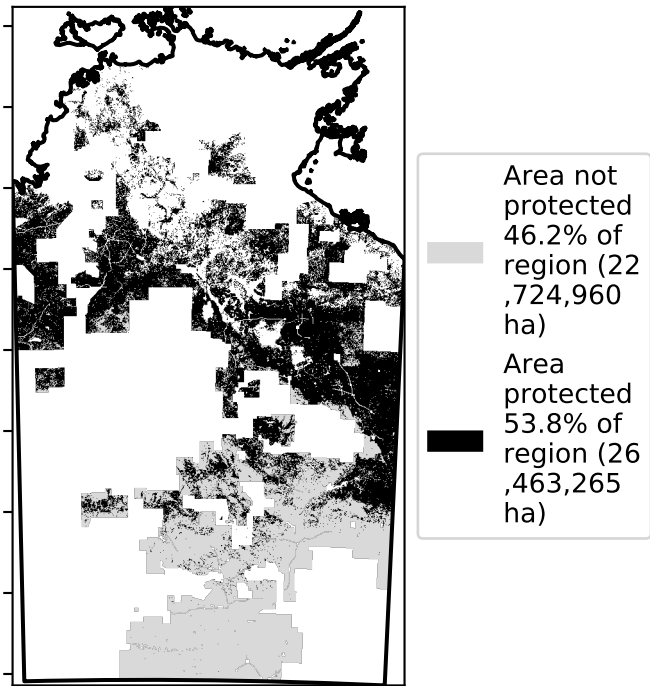 Area not
protected
46.2% of
region (22
,724,960
ha)
Area
protected
53.8% of
region (26
,463,265
ha)